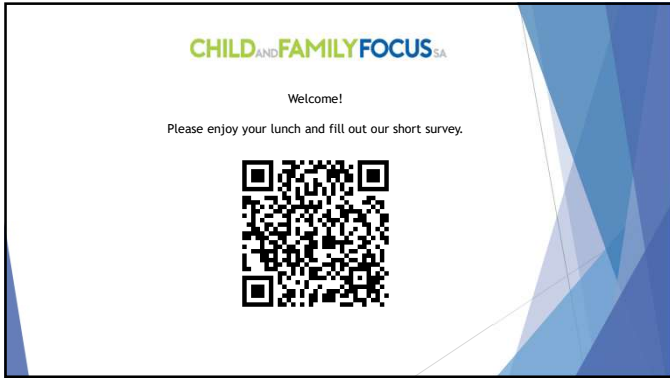 CHILD AND FAMILY FOCUS SA
Welcome!
Please enjoy your lunch and fill out our short survey.